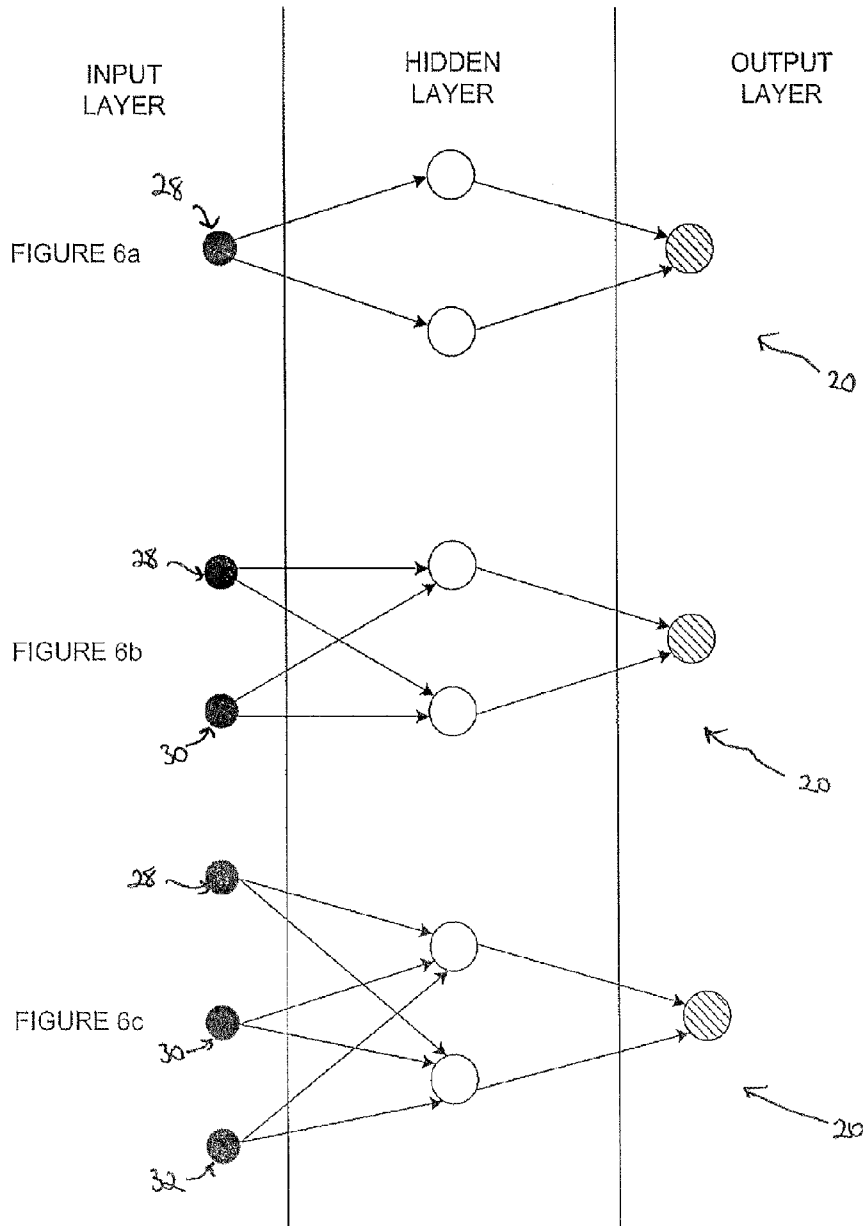 INPUT LAYER
HIDDEN LAYER
OUTPUT LAYER
28
FIGURE 6a
20
28
FIGURE 6b
30
20
28
FIGURE 6c
30
20
32